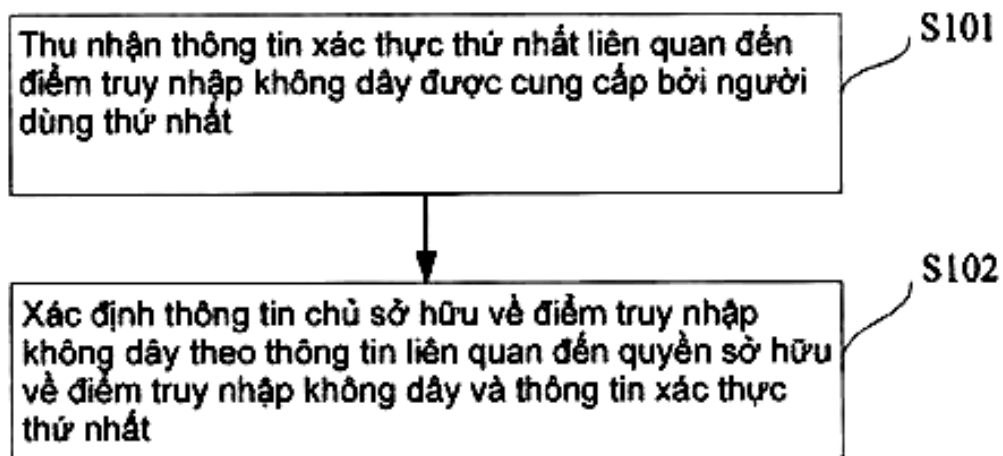 S101
Thu nhận thông tin xác thực thứ nhất liên quan đến
điểm truy nhập không dây được cung cấp bởi người
dùng thứ nhất
S102
Xác định thông tin chủ sở hữu về điểm truy nhập
không dây theo thông tin liên quan đến quyền sở hữu
về điểm truy nhập không dây và thông tin xác thực
thứ nhất